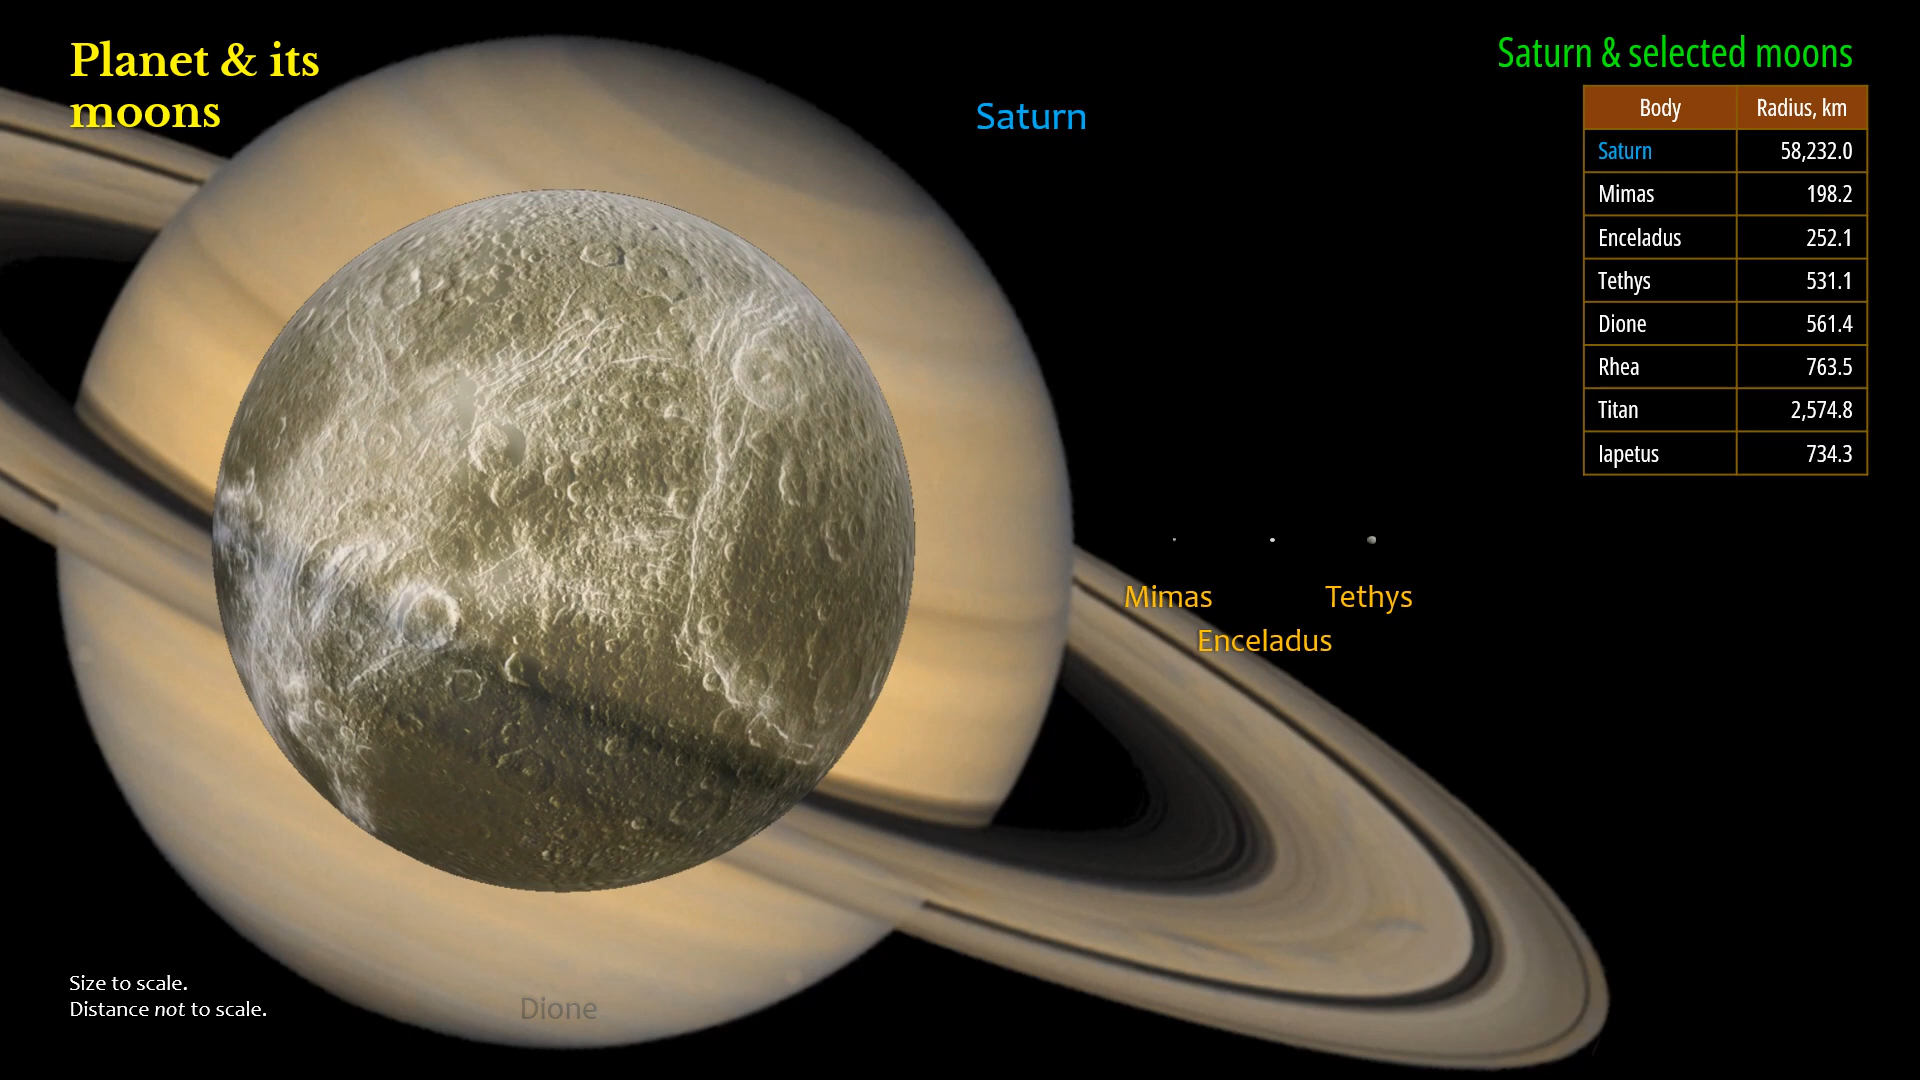 Planet & its
moons
Saturn
Saturn & selected moons
Body Radius, km
Saturn 58,232.0
Mimas 198.2
Enceladus 252.1
Tethys 531.1
Dione 561.4
Rhea 763.5
Titan 2,574.8
Iapetus 734.3
Mimas Tethys
Enceladus
Size to scale.
Distance not to scale.
Dione